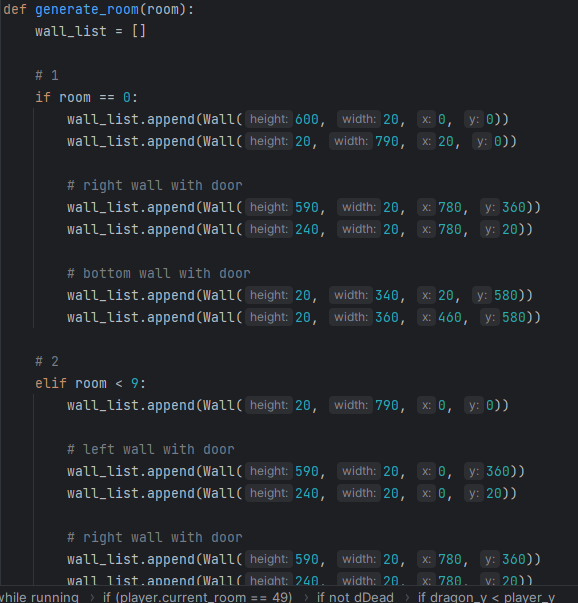 def generate_room(room):
    wall_list = []
    # 1
    if room == 0:
        wall_list.append(Wall( height: 600, width: 20, x: 0, y: 0))
        wall_list.append(Wall( height: 20, width: 790, x: 20, y: 0))
        # right wall with door
        wall_list.append(Wall( height: 590, width: 20, x: 780, y: 360))
        wall_list.append(Wall( height: 240, width: 20, x: 780, y: 20))
        # bottom wall with door
        wall_list.append(Wall( height: 20, width: 340, x: 20, y: 580))
        wall_list.append(Wall( height: 20, width: 360, x: 460, y: 580))
    # 2
    elif room < 9:
        wall_list.append(Wall( height: 20, width: 790, x: 0, y: 0))
        # left wall with door
        wall_list.append(Wall( height: 590, width: 20, x: 0, y: 360))
        wall_list.append(Wall( height: 240, width: 20, x: 0, y: 20))
        # right wall with door
        wall_list.append(Wall( height: 590, width: 20, x: 780, y: 360))
        wall_list.append(Wall( height: 240, width: 20, x: 780, y: 20))
while running > if (player.current_room == 49) > if not dDead > if dragon_y < player_y